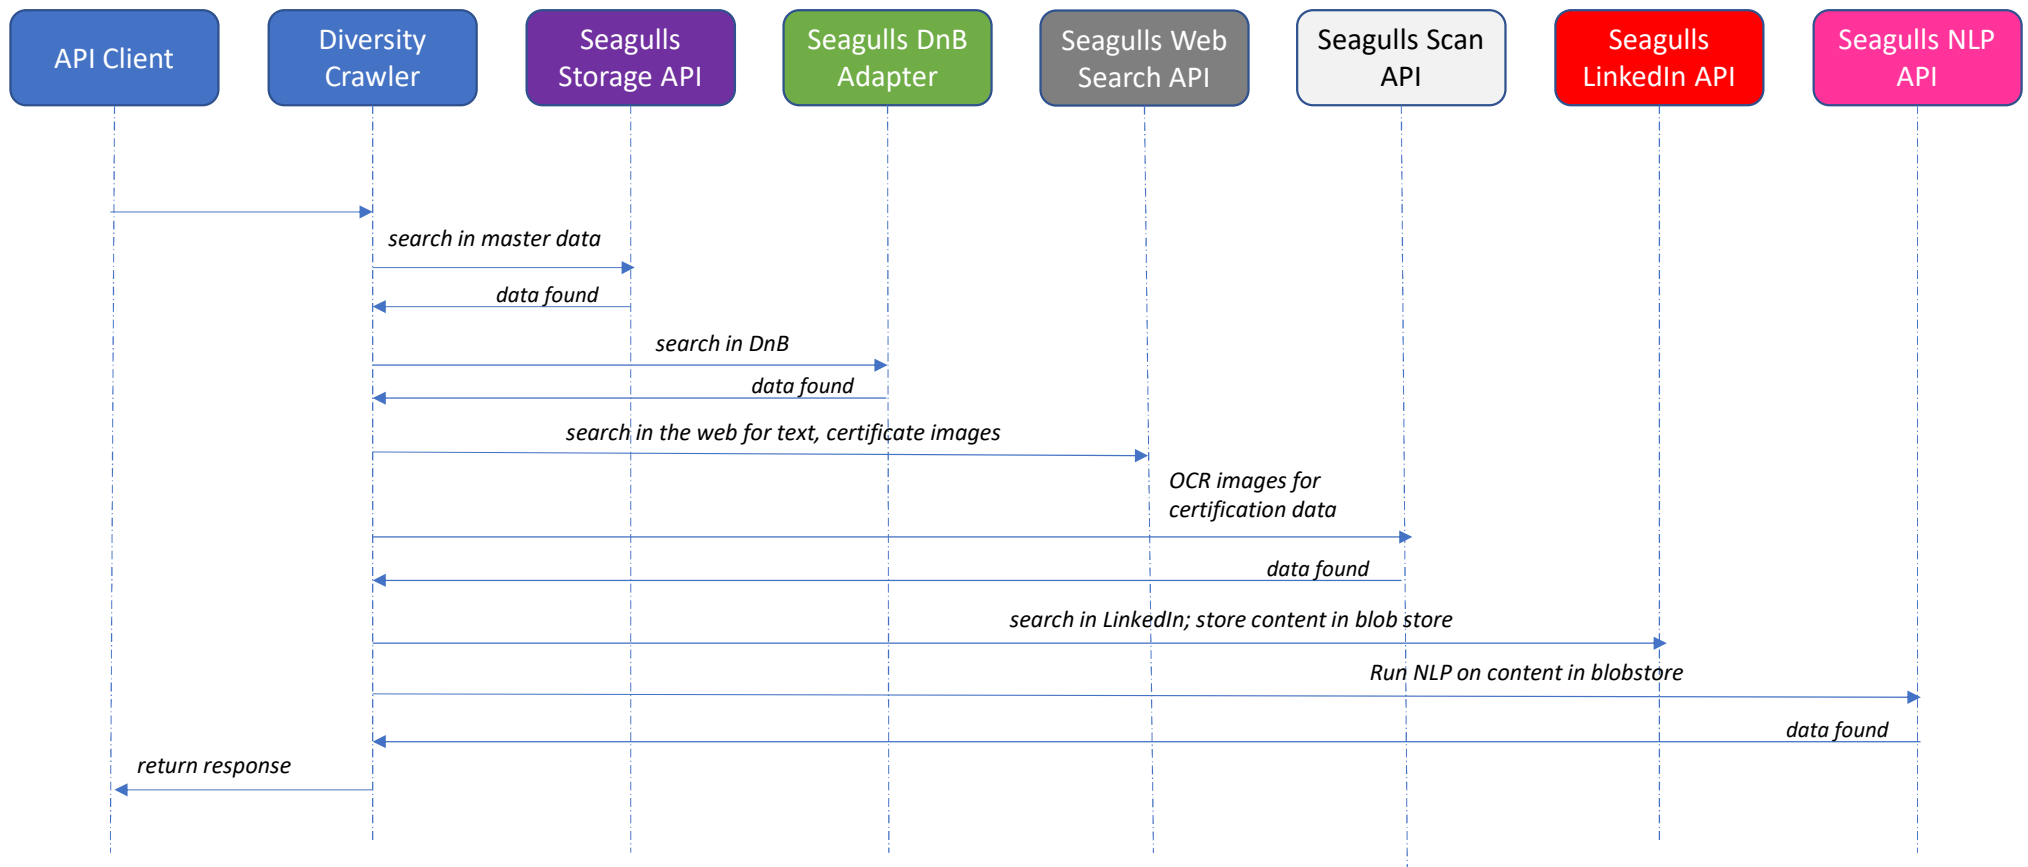 API Client
Diversity
Crawler
Seagulls
Storage API
Seagulls DnB
Adapter
Seagulls Web
Search API
Seagulls Scan
API
Seagulls
LinkedIn API
Seagulls NLP
API
search in master data
data found
search in DnB
data found
search in the web for text, certificate images
OCR images for
certification data
data found
search in LinkedIn; store content in blob store
Run NLP on content in blobstore
data found
return response